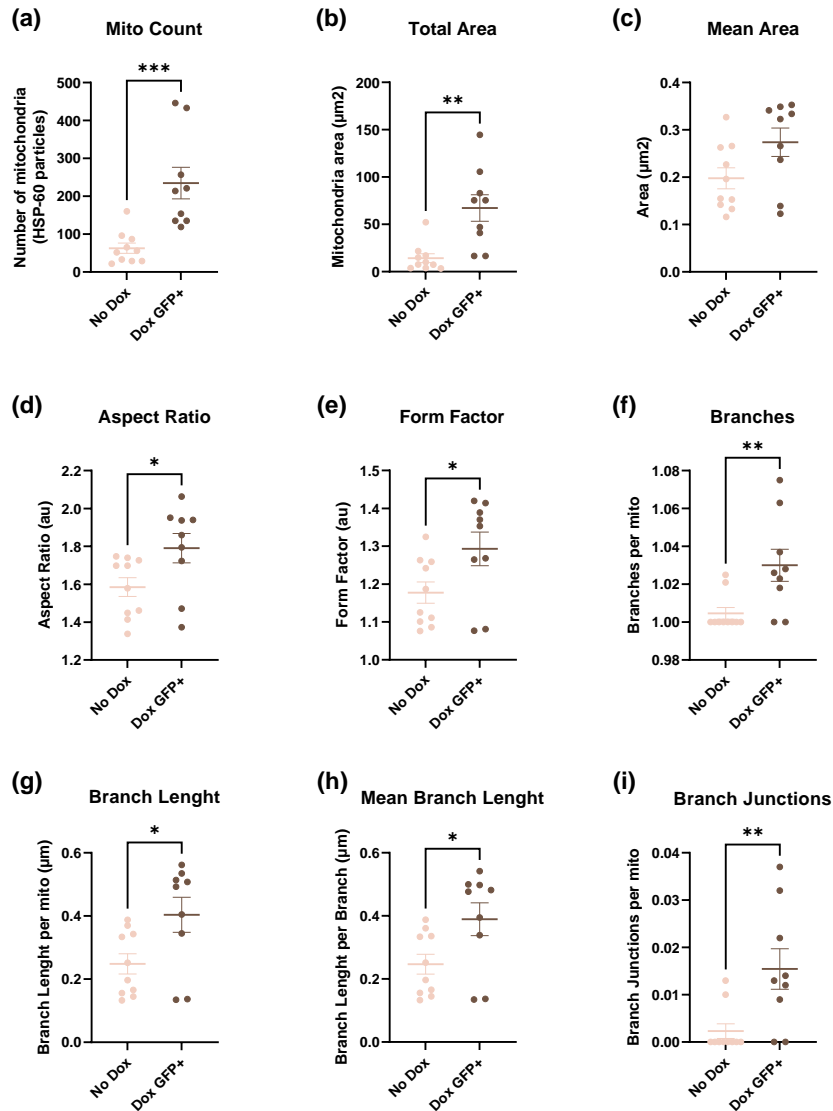 (a) Mito Count
Number of mitochondria
(HSP-60 particles)
500
400
300
200
100
0
***
No Dox
Dox GFP+
(b) Total Area
Mitochondria area (µm2)
200
150
100
50
0
**
No Dox
Dox GFP+
(c) Mean Area
Area (µm2)
0.4
0.3
0.2
0.1
0.0
No Dox
Dox GFP+
(d) Aspect Ratio
Aspect Ratio (au)
2.2
2.0
1.8
1.6
1.4
1.2
*
No Dox
Dox GFP+
(e) Form Factor
Form Factor (au)
1.5
1.4
1.3
1.2
1.1
1.0
*
No Dox
Dox GFP+
(f) Branches
Branches per mito
1.08
1.06
1.04
1.02
1.00
0.98
**
No Dox
Dox GFP+
(g) Branch Lenght
Branch Lenght per mito (µm)
0.6
0.4
0.2
0.0
*
No Dox
Dox GFP+
(h) Mean Branch Lenght
Branch Lenght per Branch (µm)
0.6
0.4
0.2
0.0
*
No Dox
Dox GFP+
(i) Branch Junctions
Branch Junctions per mito
0.04
0.03
0.02
0.01
0.00
**
No Dox
Dox GFP+